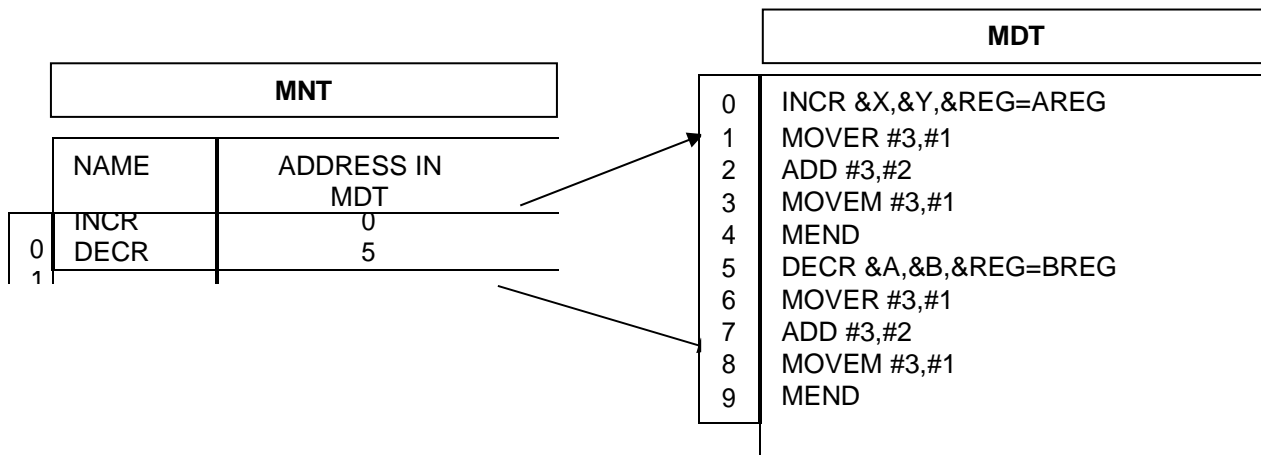 MNT
NAME ADDRESS IN
MDT
INCR 0
0 DECR 5
1
MDT
0 INCR &X,&Y,&REG=AREG
1 MOVER #3,#1
2 ADD #3,#2
3 MOVEM #3,#1
4 MEND
5 DECR &A,&B,&REG=BREG
6 MOVER #3,#1
7 ADD #3,#2
8 MOVEM #3,#1
9 MEND